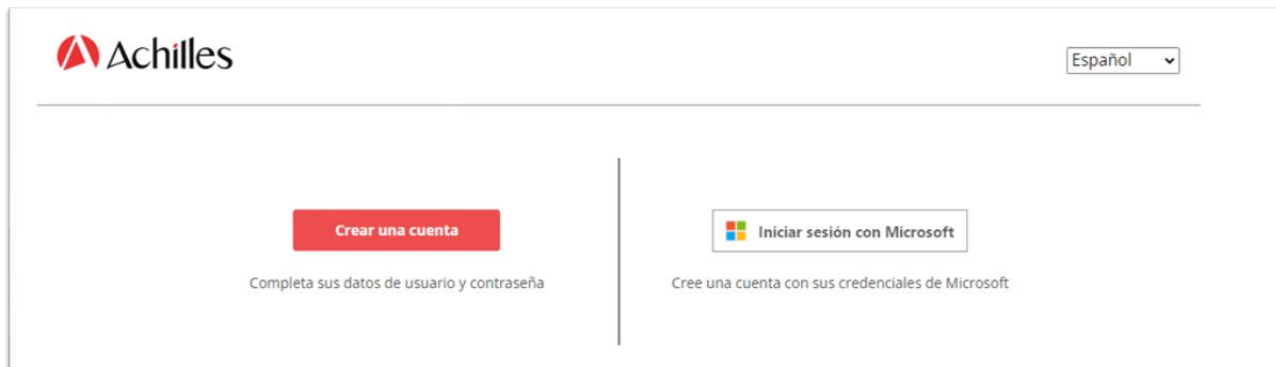 Achilles
Español
Crear una cuenta
Iniciar sesión con Microsoft
Completa sus datos de usuario y contraseña
Cree una cuenta con sus credenciales de Microsoft